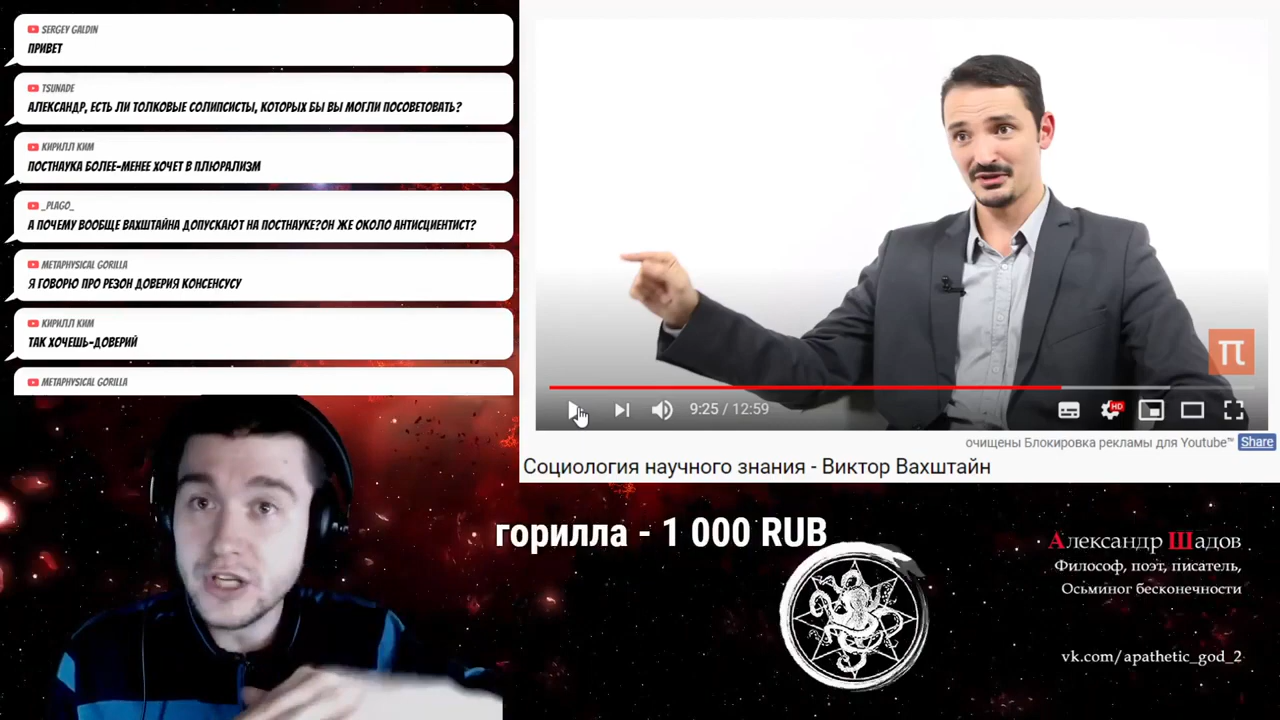 SERGEY GALDIN
ПРИВЕТ
TSUNADE
АЛЕКСАНДР, ЕСТЬ ЛИ ТОЛКОВЫЕ СОЛИПСИСТЫ, КОТОРЫХ БЫ ВЫ МОГЛИ ПОСОВЕТОВАТЬ?
КИРИЛЛ КИМ
ПОСТНАУКА БОЛЕЕ-МЕНЕЕ ХОЧЕТ В ПЛЮРАЛИЗМ
_PLAGO_
А ПОЧЕМУ ВООБЩЕ ВАХШТАЙНА ДОПУСКАЮТ НА ПОСТНАУКЕ?ОН ЖЕ ОКОЛО АНТИСЦИЕНТИСТ?
METAPHYSICAL GORILLA
Я ГОВОРЮ ПРО РЕЗОН ДОВЕРИЯ КОНСЕНСУСУ
КИРИЛЛ КИМ
ТАК ХОЧЕШЬ-ДОВЕРЯЙ
METAPHYSICAL GORILLA
π
9:25 / 12:59
HD
очищены Блокировка рекламы для Youtube™ Share
Социология научного знания - Виктор Вахштайн
горилла - 1 000 RUB
Александр Шадов
Философ, поэт, писатель,
Осьминог бесконечности
vk.com/apathetic_god_2